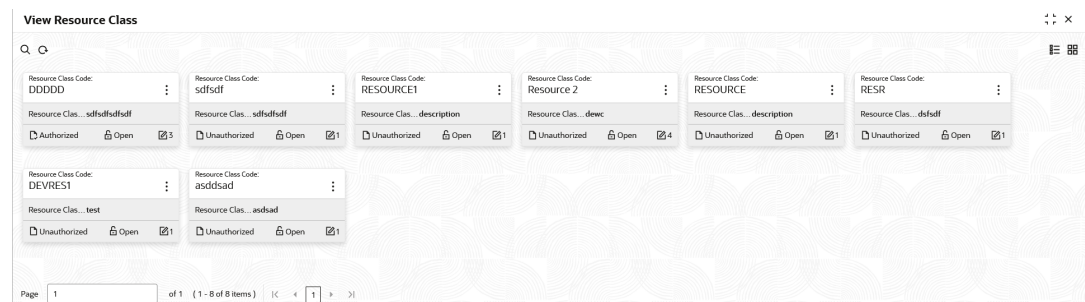 View Resource Class
Resource Class Code: Resource Class Code: Resource Class Code: Resource Class Code: Resource Class Code: Resource Class Code:
DDDDD sdfsdf RESOURCE1 Resource 2 RESOURCE RESR
Resource Clas... sdfsdfsdfsdf Resource Clas... sdfsdfsdf Resource Clas... description Resource Clas... dewc Resource Clas... description Resource Clas... dsfsdf
Authorized Open 3 Unauthorized Open 1 Unauthorized Open 1 Unauthorized Open 4 Unauthorized Open 1 Unauthorized Open 1
Resource Class Code: Resource Class Code:
DEVRES1 asddsad
Resource Clas... test Resource Clas... asdsad
Unauthorized Open 1 Unauthorized Open 1
Page 1 of 1 ( 1 - 8 of 8 items ) 1